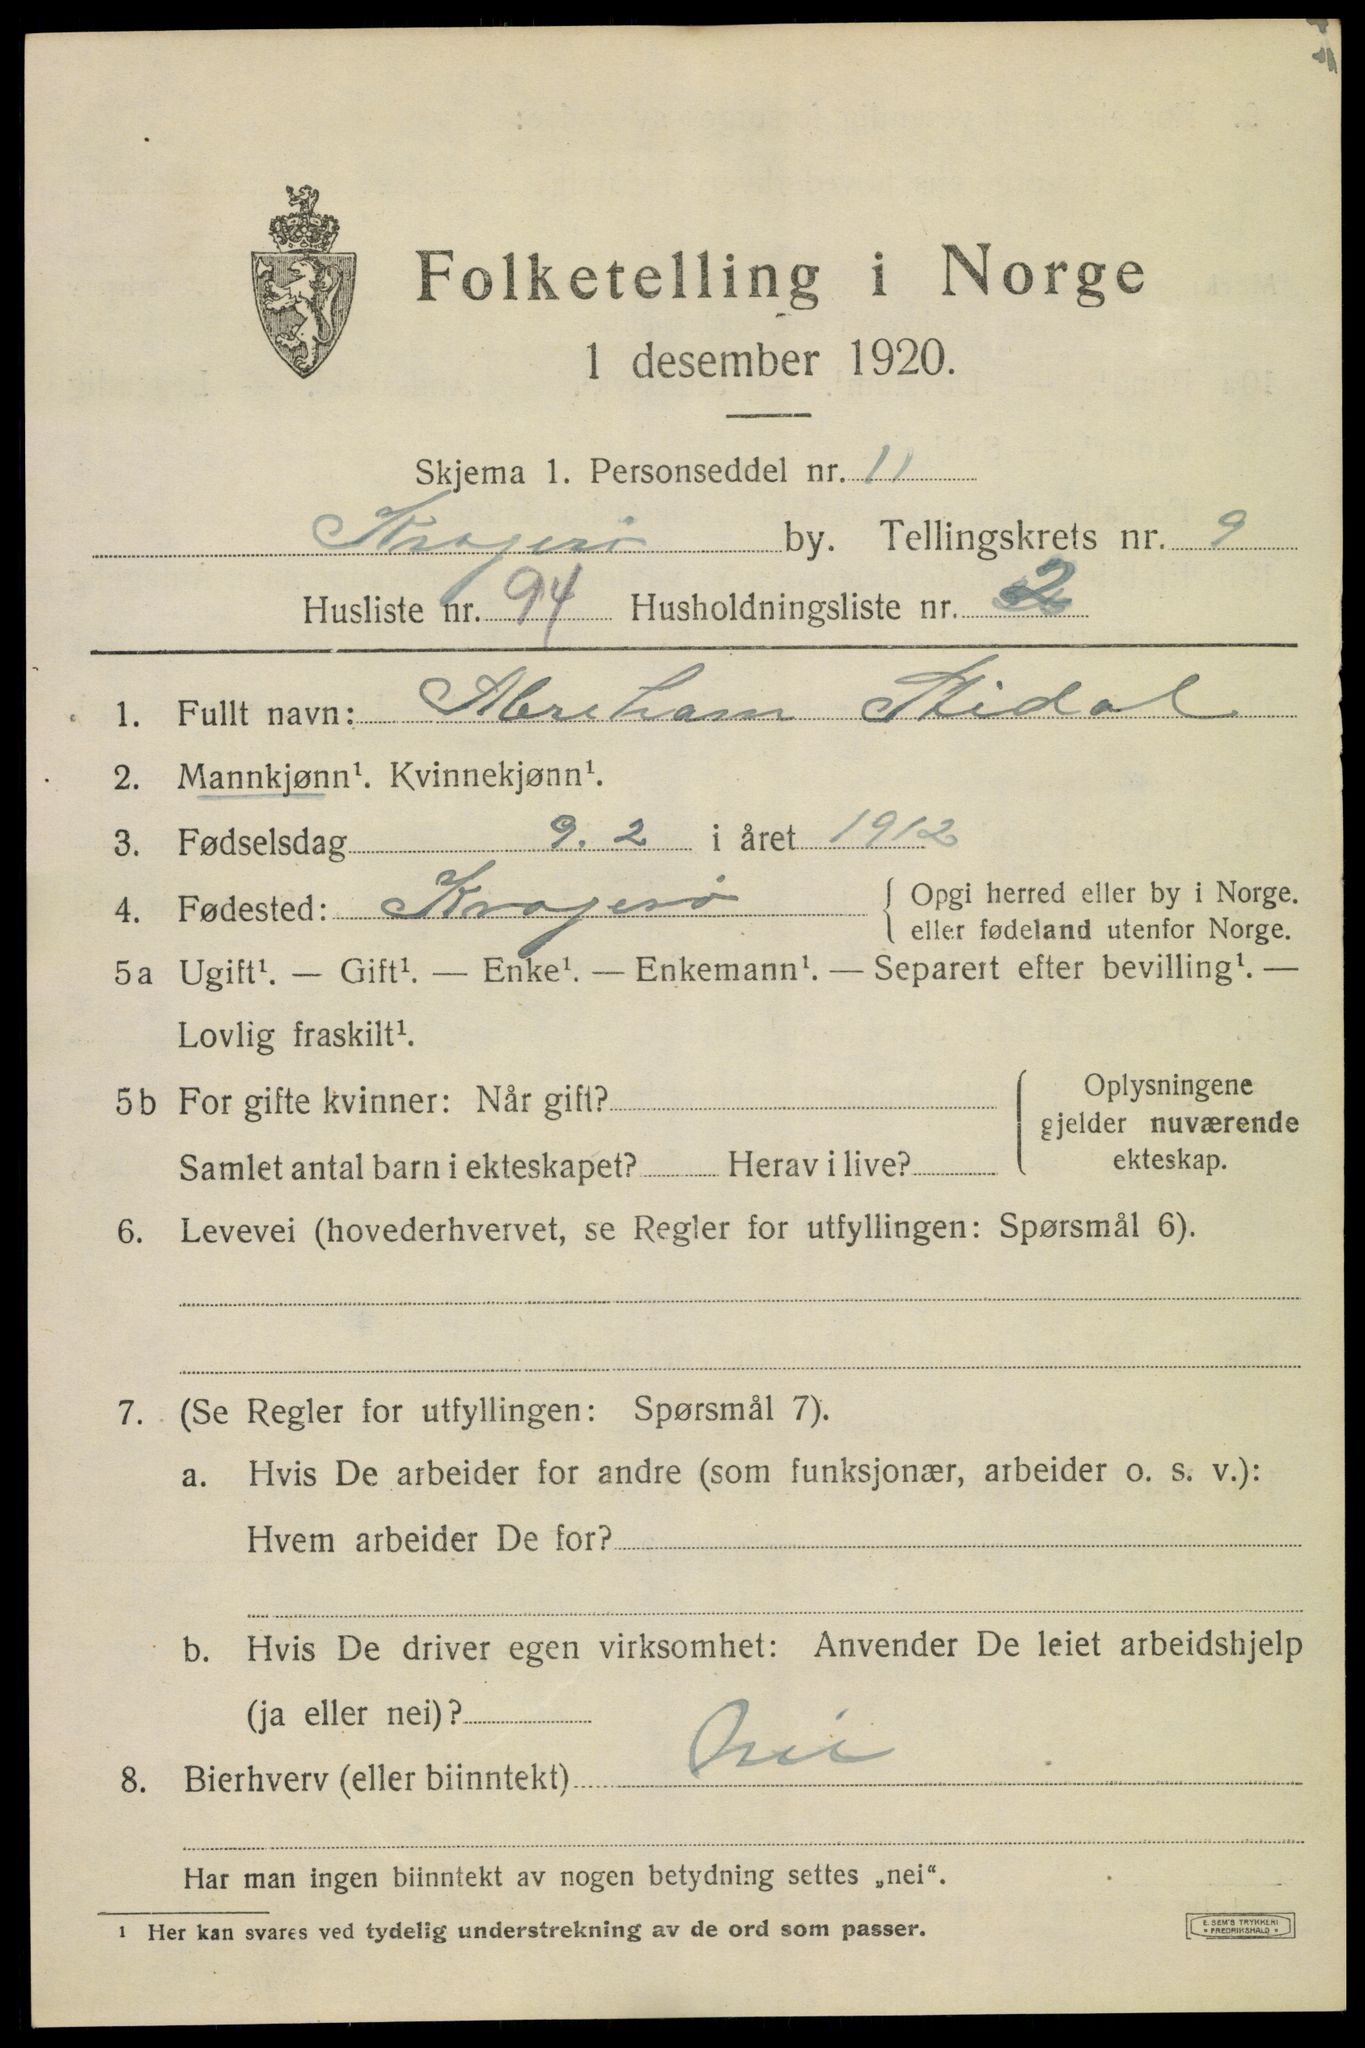 Folketelling i Norge
1 desember 1920.
Skjema 1. Personseddel nr. 11
Kragerø by. Tellingskrets nr. 9
Husliste nr. 94 Husholdningsliste nr. 2
1. Fullt navn: Abraham
2. Mannkjønn¹. Kvinnekjønn¹.
3. Fødselsdag 9. 2 i året 1912
4. Fødested: Kragerø { Opgi herred eller by i Norge.
eller fødeland utenfor Norge.
5a Ugift¹. — Gift¹. — Enke¹. — Enkemann¹. — Separert efter bevilling¹. —
Lovlig fraskilt¹.
5b For gifte kvinner: Når gift?
Samlet antal barn i ekteskapet? Herav i live?
Oplysningene
gjelder nuværende
ekteskap.
6. Levevei (hovederhvervet, se Regler for utfyllingen: Spørsmål 6).
7. (Se Regler for utfyllingen: Spørsmål 7).
a. Hvis De arbeider for andre (som funksjonær, arbeider o. s. v.):
Hvem arbeider De for?
b. Hvis De driver egen virksomhet: Anvender De leiet arbeidshjelp
(ja eller nei)?
8. Bierhverv (eller biinntekt) nei
Har man ingen biinntekt av nogen betydning settes „nei“.
1 Her kan svares ved tydelig understrekning av de ord som passer.
E. SEM'S TRYKKERI
FREDRIKSHALD